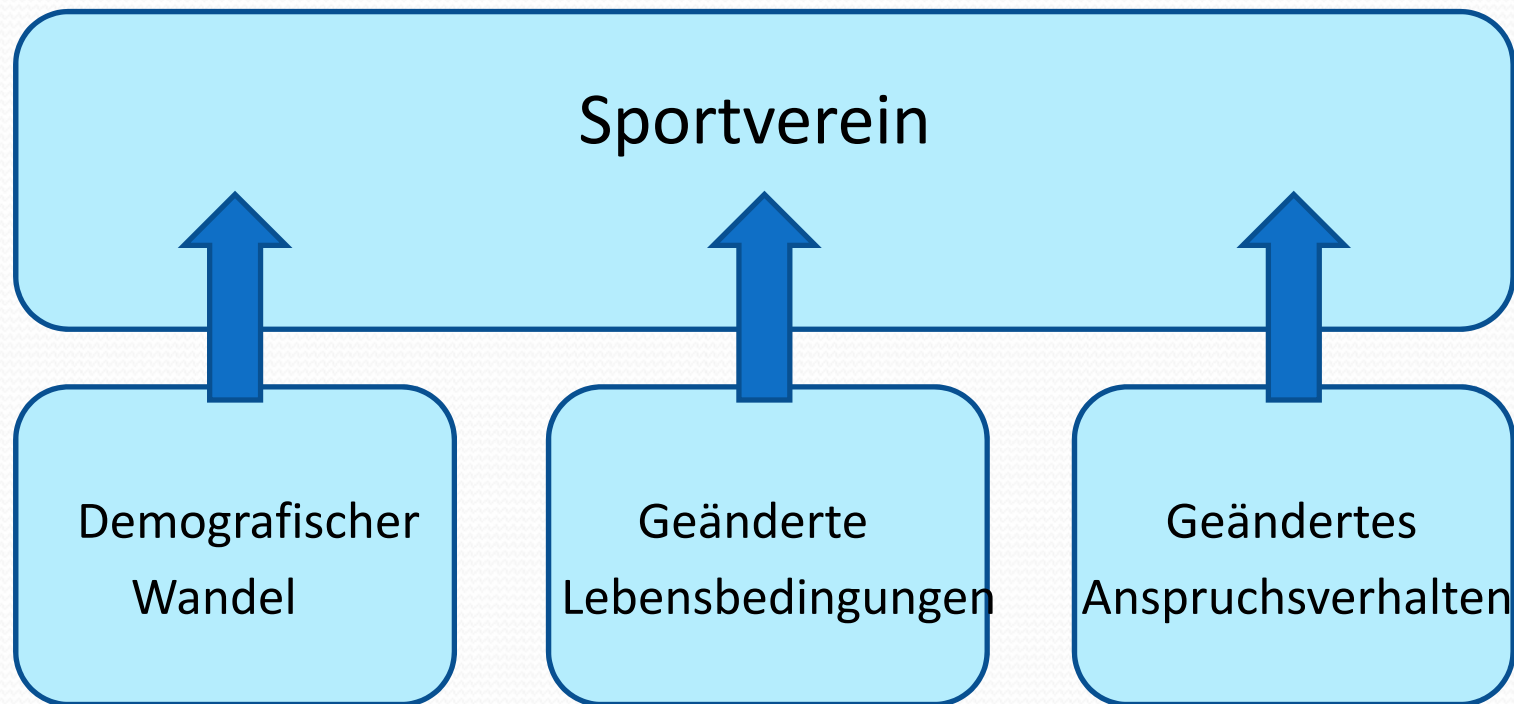 Sportverein
Demografischer
Wandel
Geänderte
Lebensbedingungen
Geändertes
Anspruchsverhalten